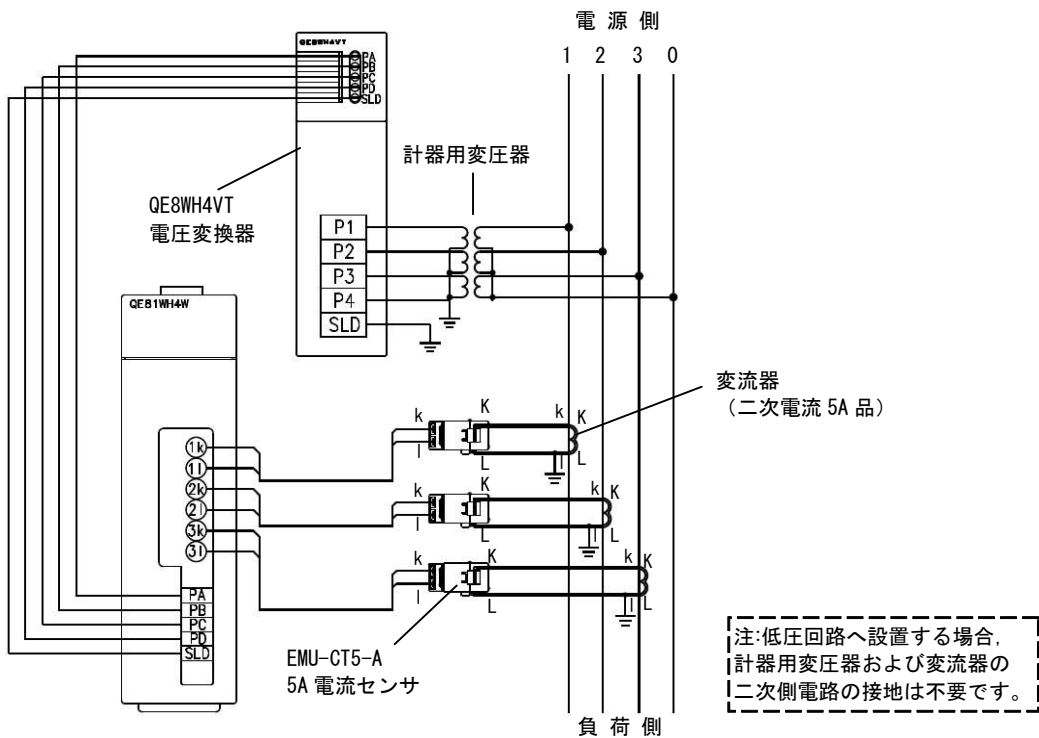 電源側
1 2 3 0
QE8WH4VT
PA
PB
PC
PD
SLD
計器用変圧器
QE8WH4VT
電圧変換器
P1
P2
P3
P4
SLD
QE81WH4W
変流器
（二次電流 5A 品）
k K
l L
k K
l L
1k
1l
2k
2l
3k
3l
k K
l L
k K
l L
k K
l L
k K
l L
PA
PB
PC
PD
SLD
EMU-CT5-A
5A 電流センサ
注:低圧回路へ設置する場合,
計器用変圧器および変流器の
二次側電路の接地は不要です。
負荷側